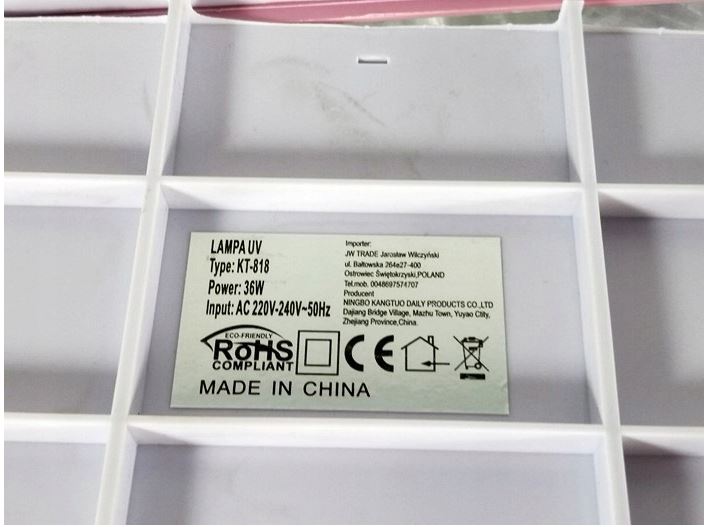 LAMPA UV
Type: KT-818
Power: 36W
Input: AC 220V-240V~50Hz
Importer:
JW TRADE Jarosław Wilczyński
ul. Bałtowska 264e27-400
Ostrowiec Świętokrzyski,POLAND
Tel.mob. 0048697574707
Producent
NINGBO KANGTUO DAILY PRODUCTS CO.,LTD
Dajiang Bridge Village, Mazhu Town, Yuyao Ctity,
Zhejiang Province,China.
ECO-FRIENDLY
RoHS
COMPLIANT
CE
MADE IN CHINA